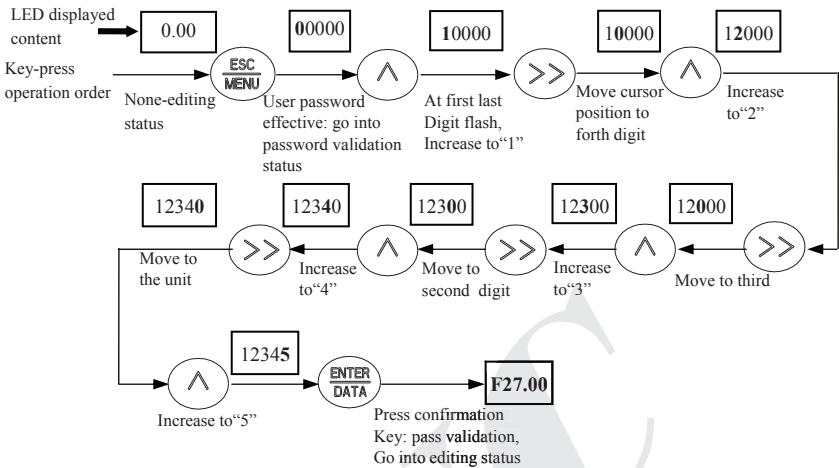 LED displayed
content
0.00
00000
10000
10000
12000
Key-press
operation order
ESC
MENU
>>
None-editing
status
User password
effective: go into
password validation
status
At first last
Digit flash,
Increase to“1”
Move cursor
position to
forth digit
Increase
to“2”
12340
12340
12300
12300
12000
>>
>>
>>
Move to
the unit
Increase
to“4”
Move to
second digit
Increase
to“3”
Move to third
12345
ENTER
DATA
F27.00
Increase to“5”
Press confirmation
Key: pass validation,
Go into editing status